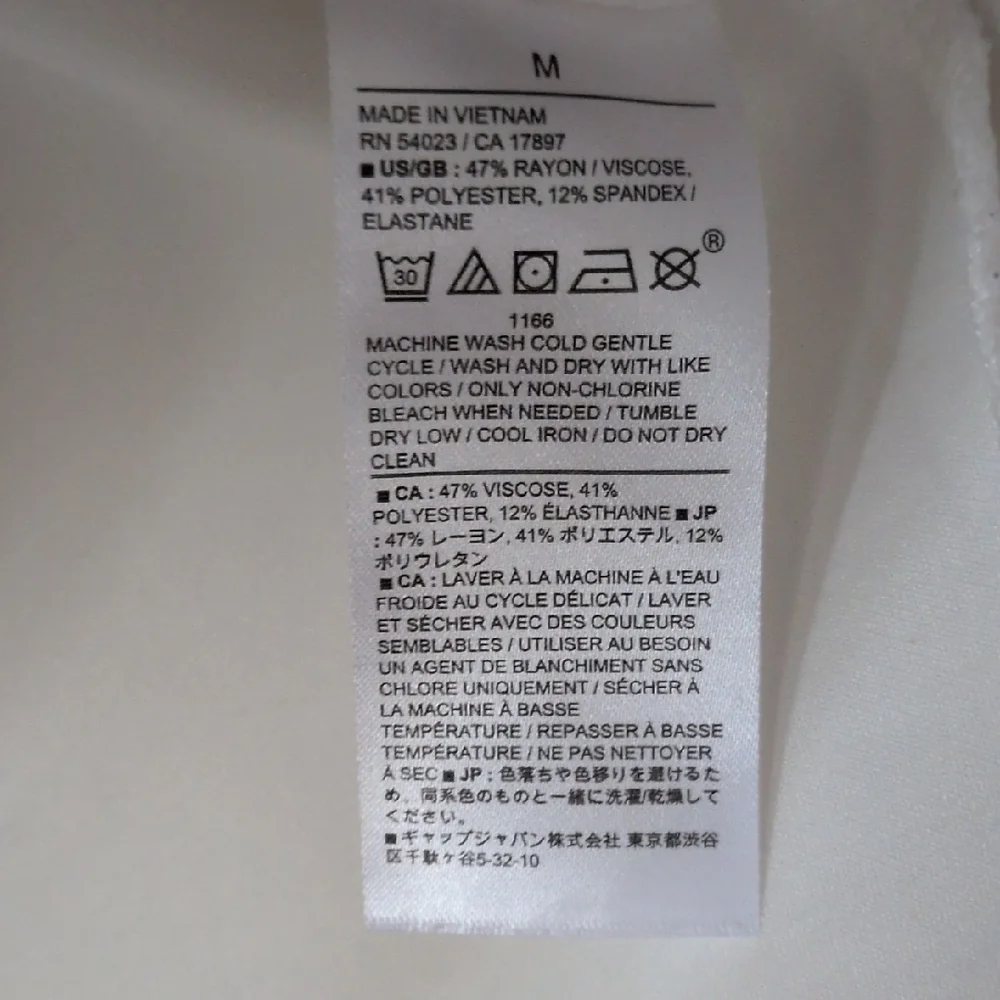 M
MADE IN VIETNAM
RN 54023 / CA 17897
■ US/GB : 47% RAYON / VISCOSE,
41% POLYESTER, 12% SPANDEX /
ELASTANE
30 ®
1166
MACHINE WASH COLD GENTLE
CYCLE / WASH AND DRY WITH LIKE
COLORS / ONLY NON-CHLORINE
BLEACH WHEN NEEDED / TUMBLE
DRY LOW / COOL IRON / DO NOT DRY
CLEAN
■ CA : 47% VISCOSE, 41%
POLYESTER, 12% ÉLASTHANNE ■ JP
: 47% レーヨン, 41% ポリエステル, 12%
ポリウレタン
■ CA : LAVER À LA MACHINE À L'EAU
FROIDE AU CYCLE DÉLICAT / LAVER
ET SÉCHER AVEC DES COULEURS
SEMBLABLES / UTILISER AU BESOIN
UN AGENT DE BLANCHIMENT SANS
CHLORE UNIQUEMENT / SÉCHER À
LA MACHINE À BASSE
TEMPÉRATURE / REPASSER À BASSE
TEMPÉRATURE / NE PAS NETTOYER
À SEC ■ JP : 色落ちや色移りを避けるた
め、同系色のものと一緒に洗濯/乾燥して
ください。
■ギャップジャパン株式会社 東京都渋谷
区千駄ケ谷5-32-10